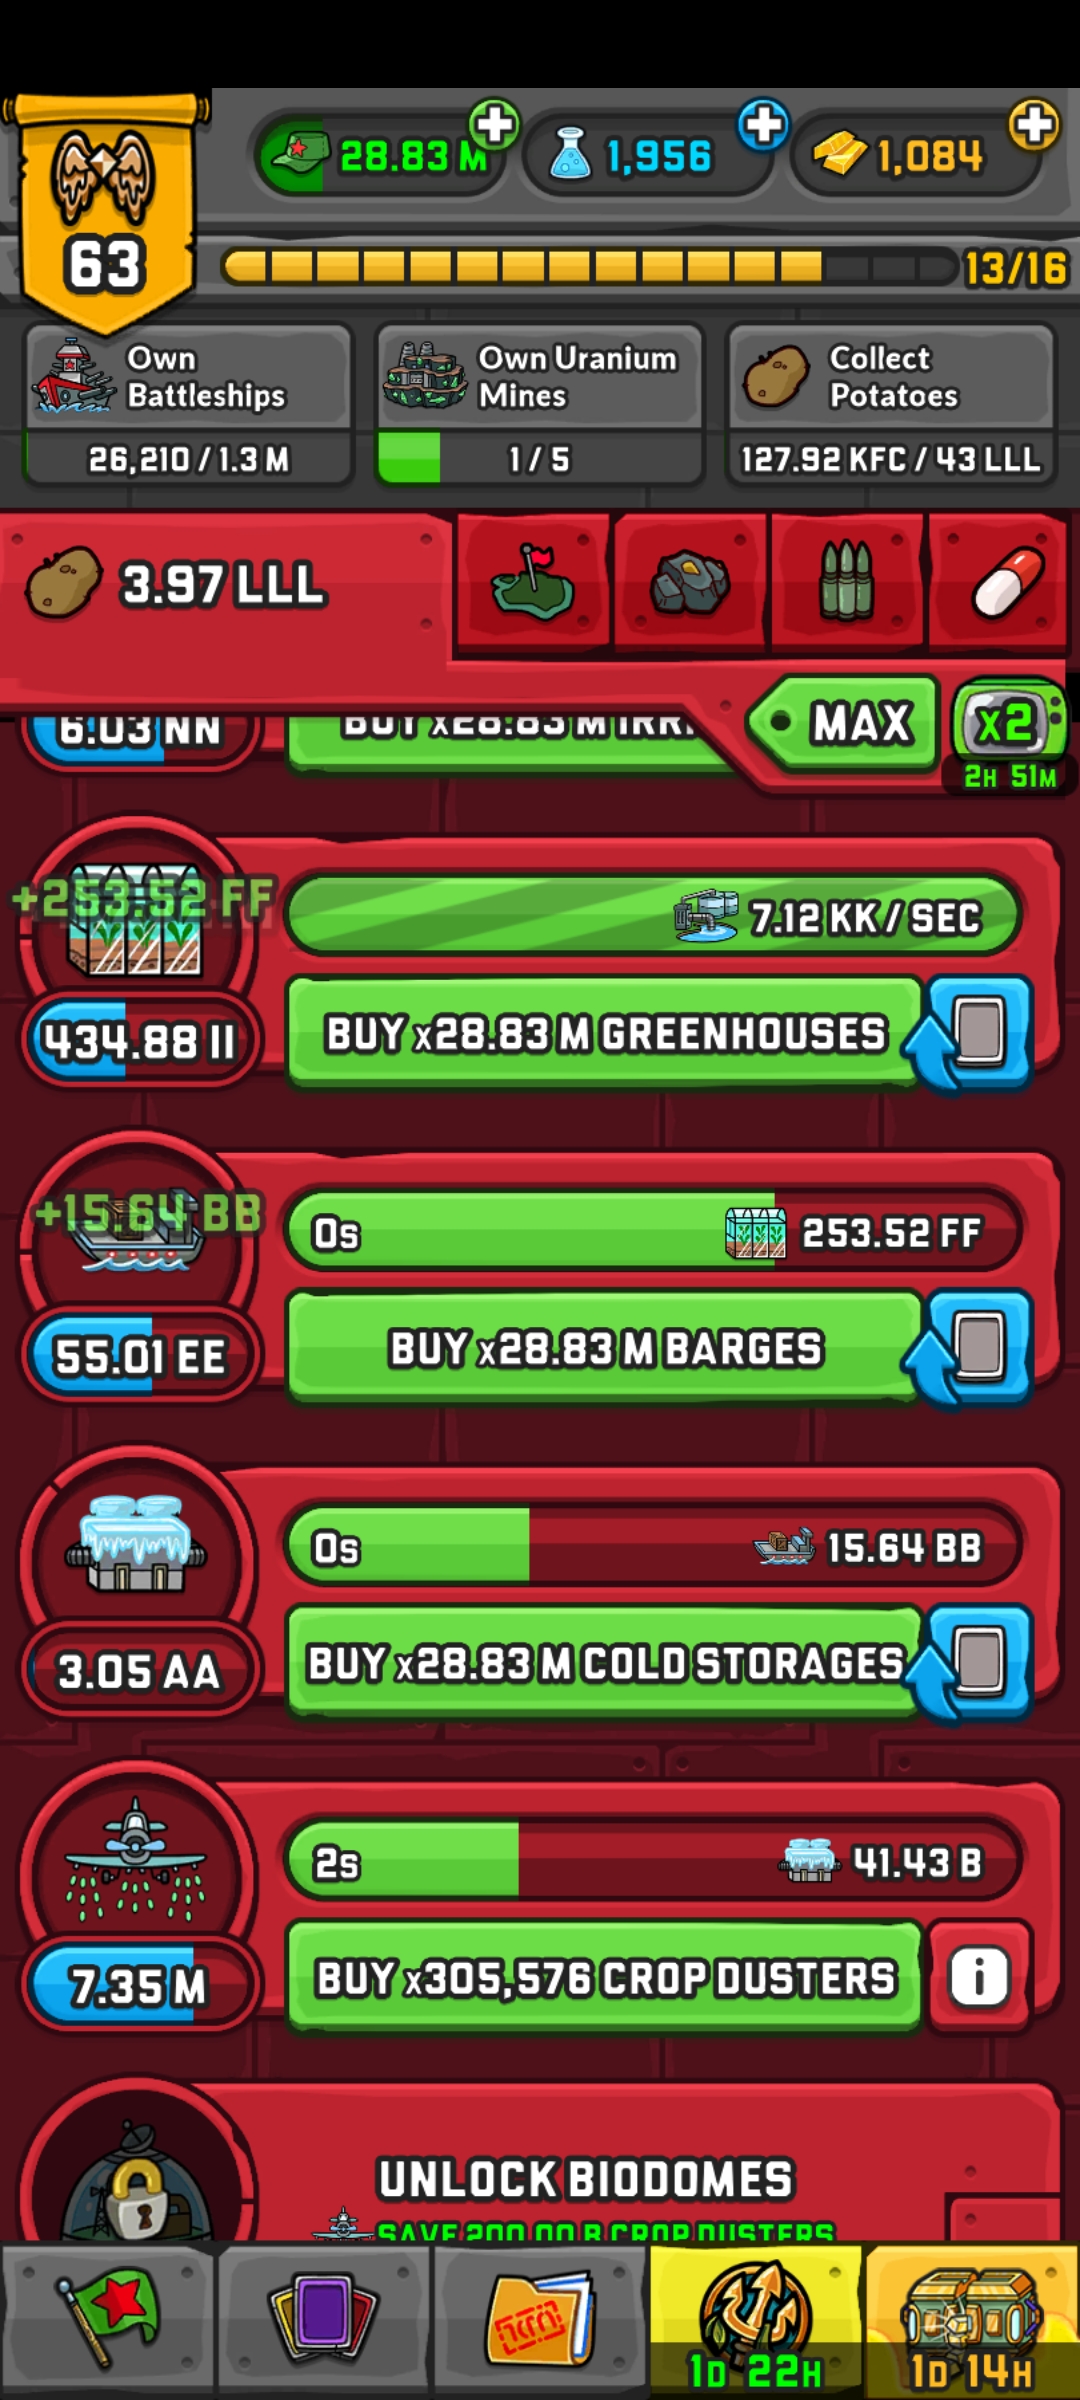 28.83 M
1,956
1,084
63
13/16
Own
Battleships
26,210 / 1.3 M
Own Uranium
Mines
1 / 5
Collect
Potatoes
127.92 KFC / 43 LLL
3.97 LLL
MAX
x2
2H 51M
6.03 NN
BUY x28.83 M IRR
+253.52 FF
7.12 KK / SEC
434.88 II
BUY x28.83 M GREENHOUSES
+15.64 BB
0s
253.52 FF
55.01 EE
BUY x28.83 M BARGES
0s
15.64 BB
3.05 AA
BUY x28.83 M COLD STORAGES
2s
41.43 B
7.35 M
BUY x305,576 CROP DUSTERS
i
UNLOCK BIODOMES
SAVE 200.00 B CROP DUSTERS
1D 22H
1D 14H